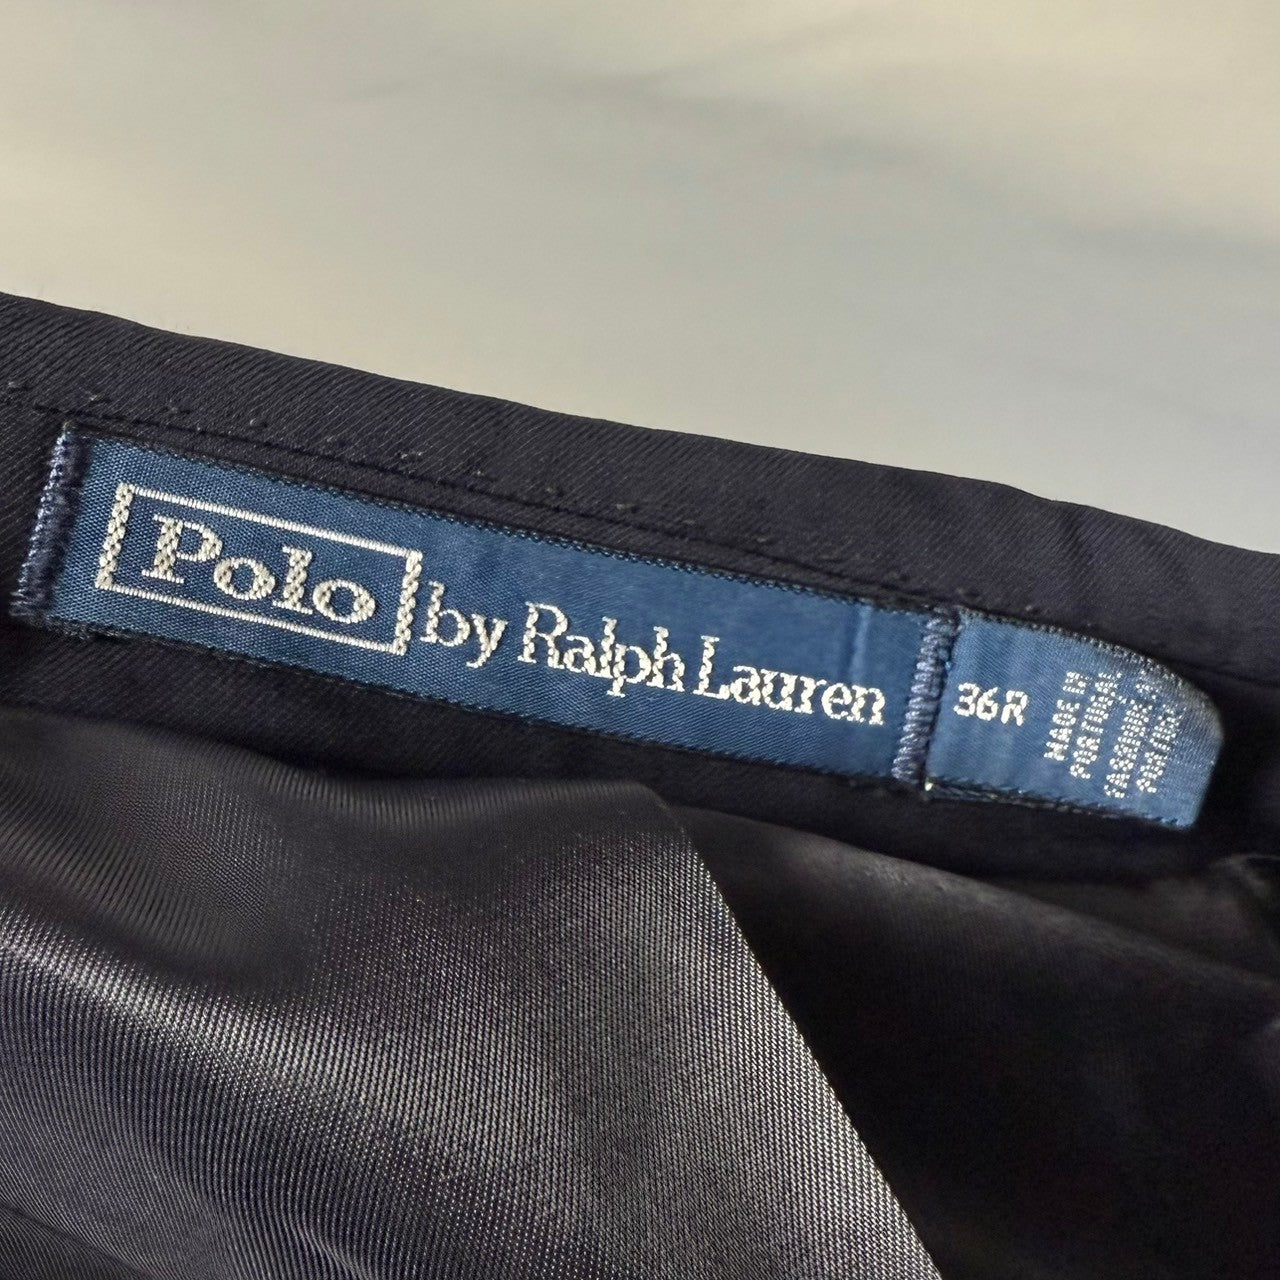 Polo by Ralph Lauren
36R
MADE IN
PORTUGAL